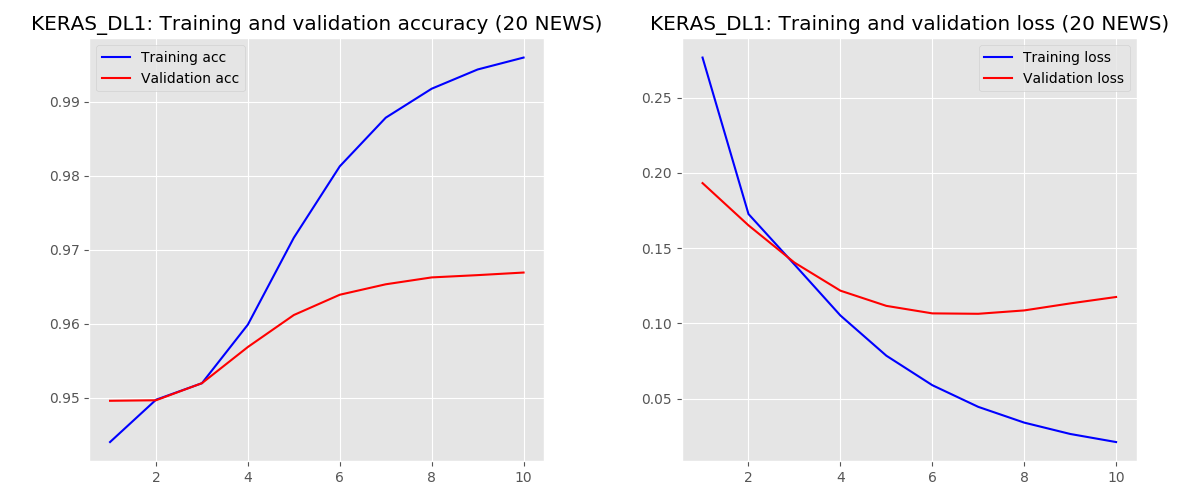 KERAS_DL1: Training and validation accuracy (20 NEWS)
Training acc
Validation acc
0.99
0.98
0.97
0.96
0.95
2 4 6 8 10
KERAS_DL1: Training and validation loss (20 NEWS)
Training loss
Validation loss
0.25
0.20
0.15
0.10
0.05
2 4 6 8 10